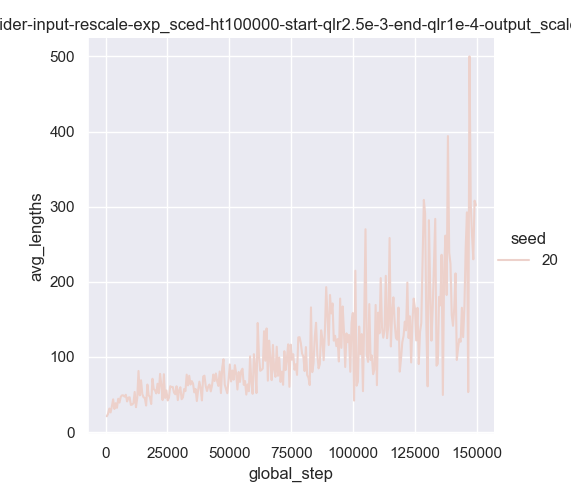 ider-input-rescale-exp_sced-ht100000-start-qlr2.5e-3-end-qlr1e-4-output_scale
500
400
300
200
100
0
avg_lengths
0 25000 50000 75000 100000 125000 150000
global_step
seed
20